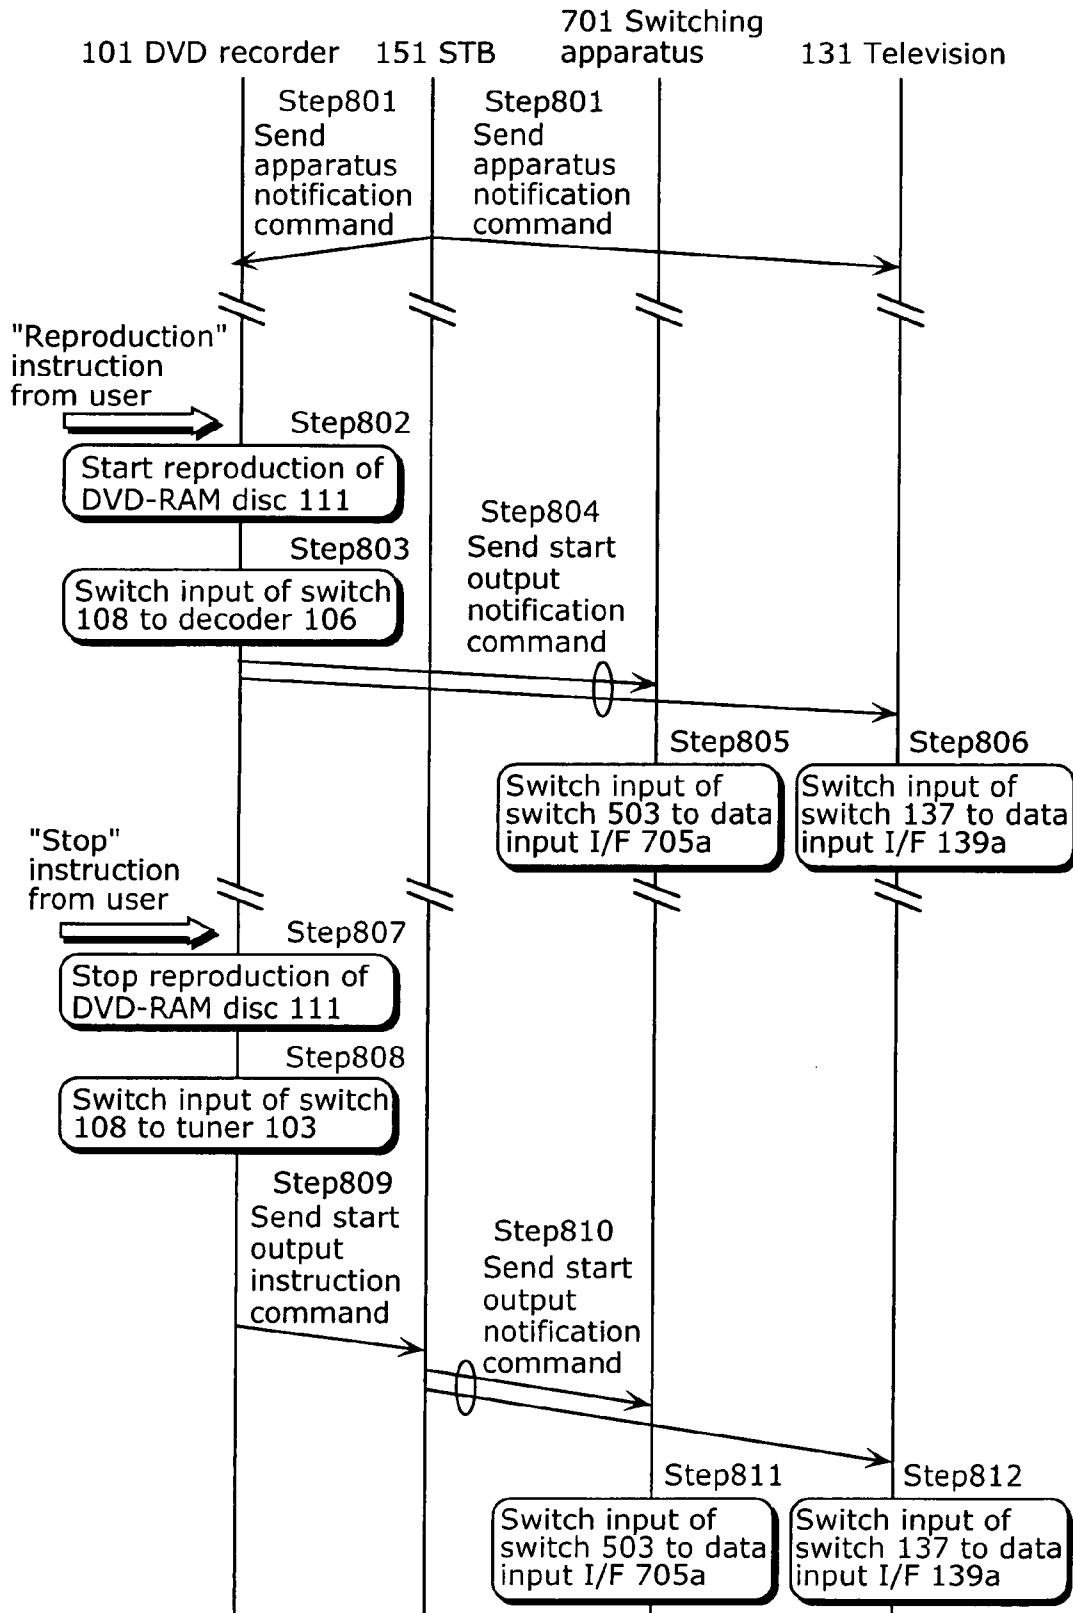 101 DVD recorder
151 STB
701 Switching
apparatus
131 Television
Step801
Send
apparatus
notification
command
Step801
Send
apparatus
notification
command
"Reproduction"
instruction
from user
Step802
Start reproduction of
DVD-RAM disc 111
Step803
Switch input of switch
108 to decoder 106
Step804
Send start
output
notification
command
Step805
Switch input of
switch 503 to data
input I/F 705a
Step806
Switch input of
switch 137 to data
input I/F 139a
"Stop"
instruction
from user
Step807
Stop reproduction of
DVD-RAM disc 111
Step808
Switch input of switch
108 to tuner 103
Step809
Send start
output
instruction
command
Step810
Send start
output
notification
command
Step811
Switch input of
switch 503 to data
input I/F 705a
Step812
Switch input of
switch 137 to data
input I/F 139a